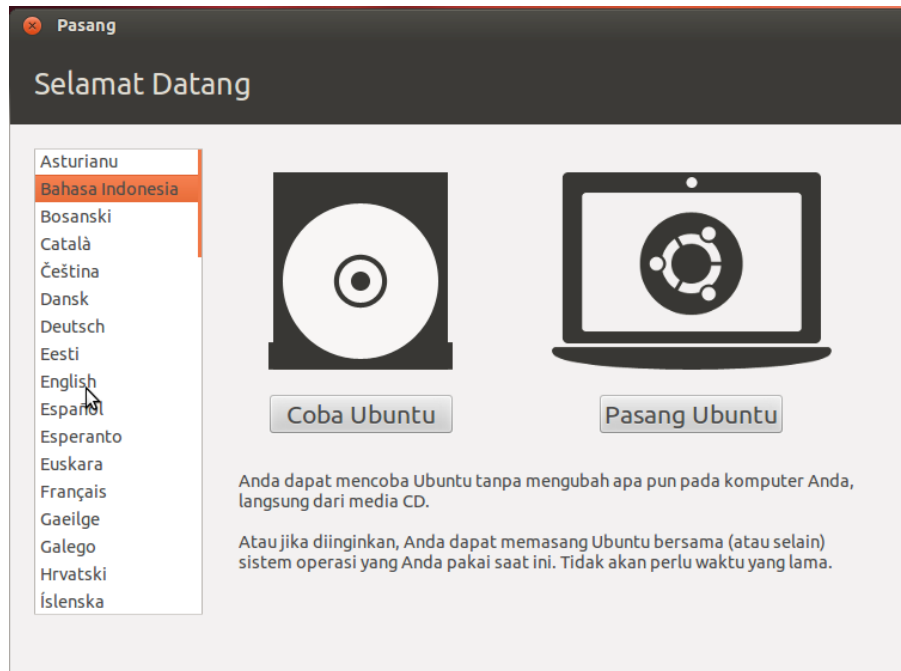 Pasang
Selamat Datang
Asturianu
Bahasa Indonesia
Bosanski
Català
Čeština
Dansk
Deutsch
Eesti
English
Español
Esperanto
Euskara
Français
Gaeilge
Galego
Hrvatski
Íslenska
Coba Ubuntu
Pasang Ubuntu
Anda dapat mencoba Ubuntu tanpa mengubah apa pun pada komputer Anda,
langsung dari media CD.
Atau jika diinginkan, Anda dapat memasang Ubuntu bersama (atau selain)
sistem operasi yang Anda pakai saat ini. Tidak akan perlu waktu yang lama.